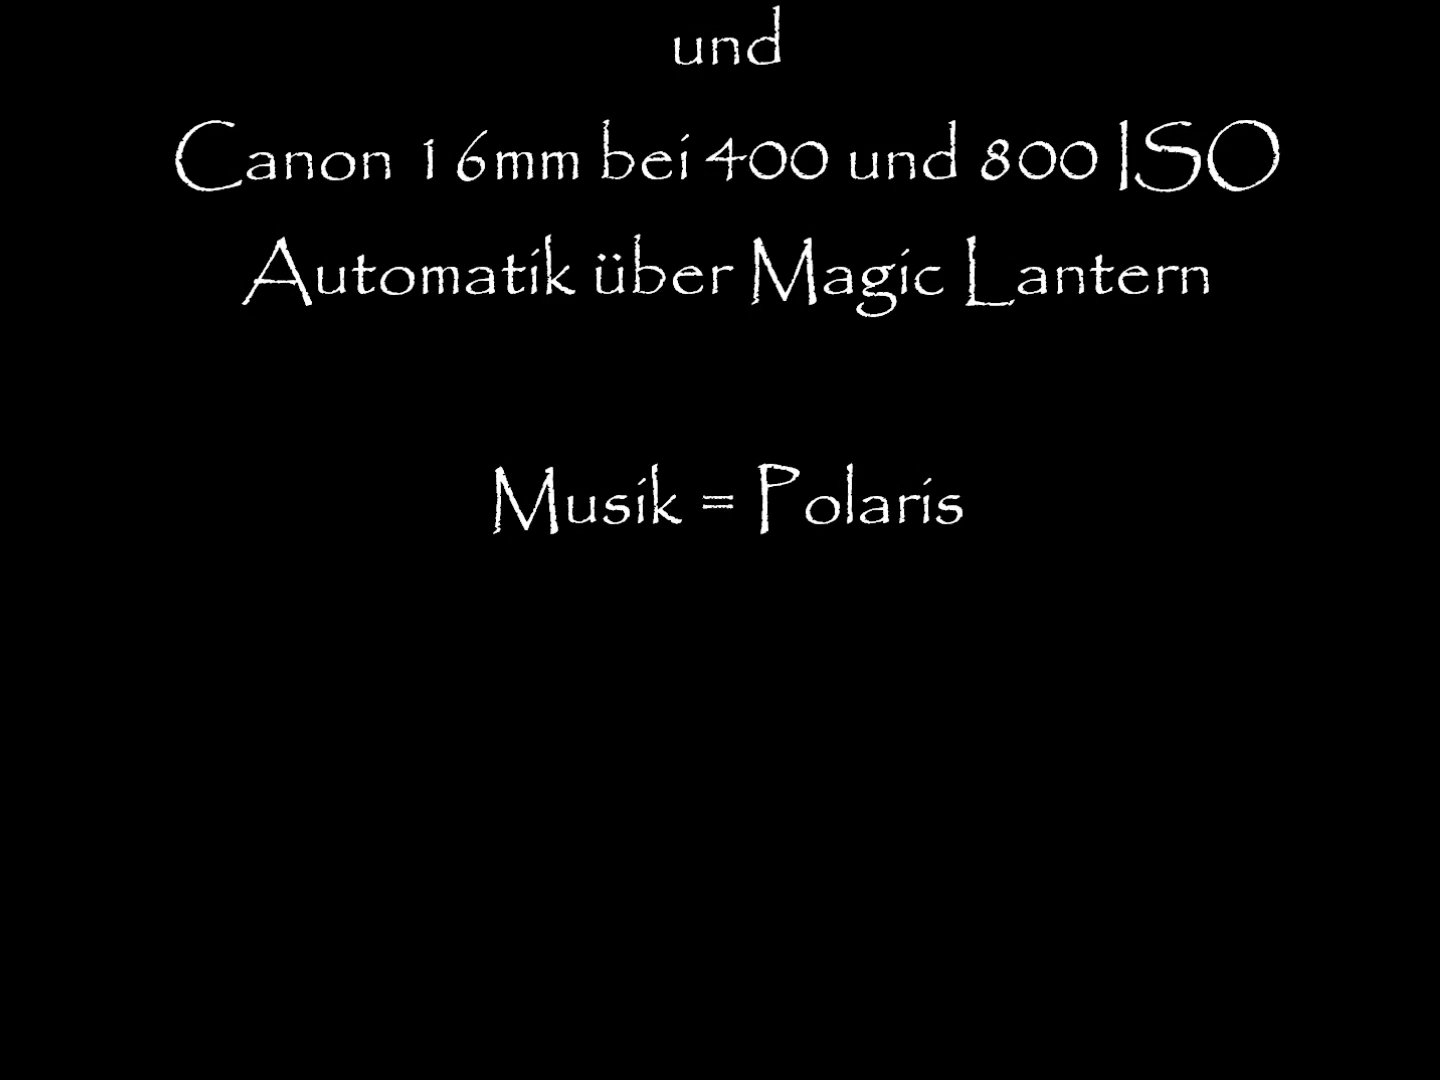 und
Canon 16mm bei 400 und 800 ISO
Automatik über Magic Lantern
Musik = Polaris